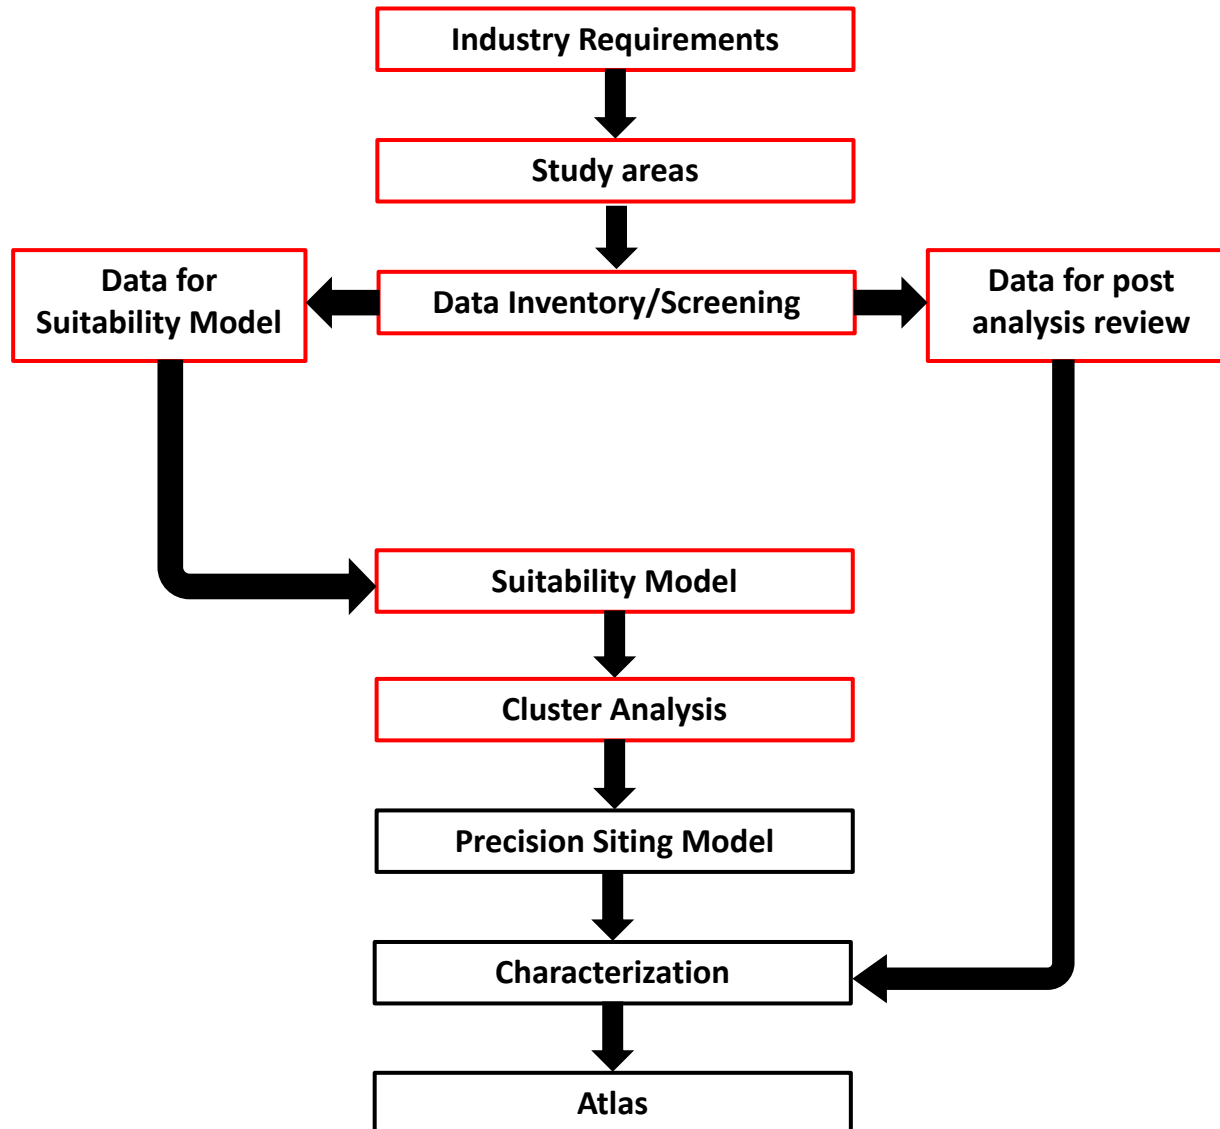 Industry Requirements
Study areas
Data for
Suitability Model
Data Inventory/Screening
Data for post
analysis review
Suitability Model
Cluster Analysis
Precision Siting Model
Characterization
Atlas